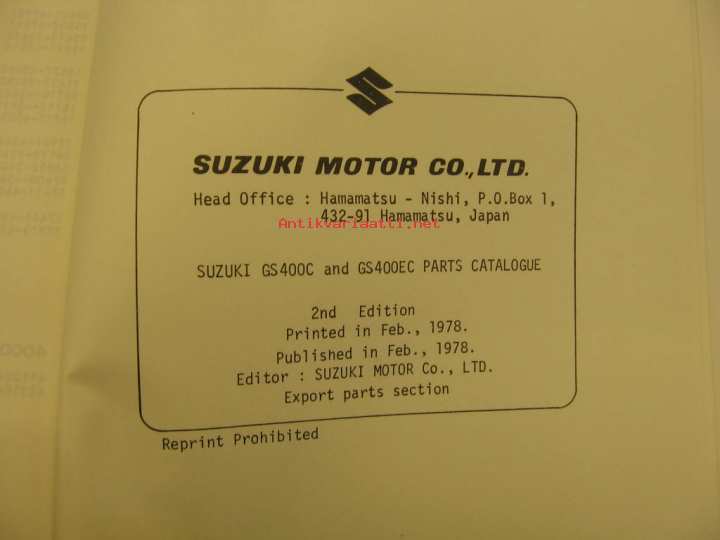 SUZUKI MOTOR CO.,LTD.
Head Office : Hamamatsu - Nishi, P.O.Box 1,
432-91 Hamamatsu, Japan
Antikvariaatti.net
SUZUKI GS400C and GS400EC PARTS CATALOGUE
2nd Edition
Printed in Feb., 1978.
Published in Feb., 1978.
Editor : SUZUKI MOTOR Co., LTD.
Export parts section
Reprint Prohibited